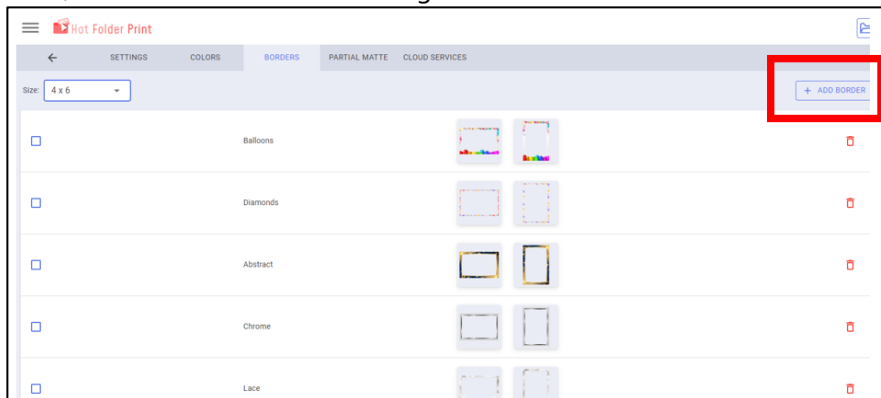 Hot Folder Print
SETTINGS COLORS BORDERS PARTIAL MATTE CLOUD SERVICES
Size: 4 x 6 + ADD BORDER
Balloons
Diamonds
Abstract
Chrome
Lace